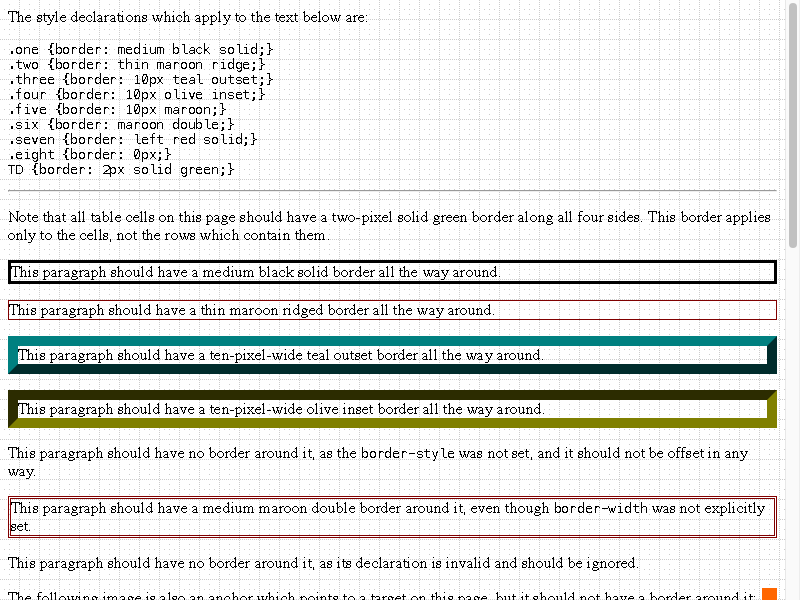 The style declarations which apply to the text below are:
.one {border: medium black solid;}
.two {border: thin maroon ridge;}
.three {border: 10px teal outset;}
.four {border: 10px olive inset;}
.five {border: 10px maroon;}
.six {border: maroon double;}
.seven {border: left red solid;}
.eight {border: 0px;}
TD {border: 2px solid green;}
Note that all table cells on this page should have a two-pixel solid green border along all four sides. This border applies
only to the cells, not the rows which contain them.
This paragraph should have a medium black solid border all the way around.
This paragraph should have a thin maroon ridged border all the way around.
This paragraph should have a ten-pixel-wide teal outset border all the way around.
This paragraph should have a ten-pixel-wide olive inset border all the way around.
This paragraph should have no border around it, as the border-style was not set, and it should not be offset in any
way.
This paragraph should have a medium maroon double border around it, even though border-width was not explicitly
set.
This paragraph should have no border around it, as its declaration is invalid and should be ignored.
The following image is also an anchor which points to a target on this page, but it should not have a border around it: